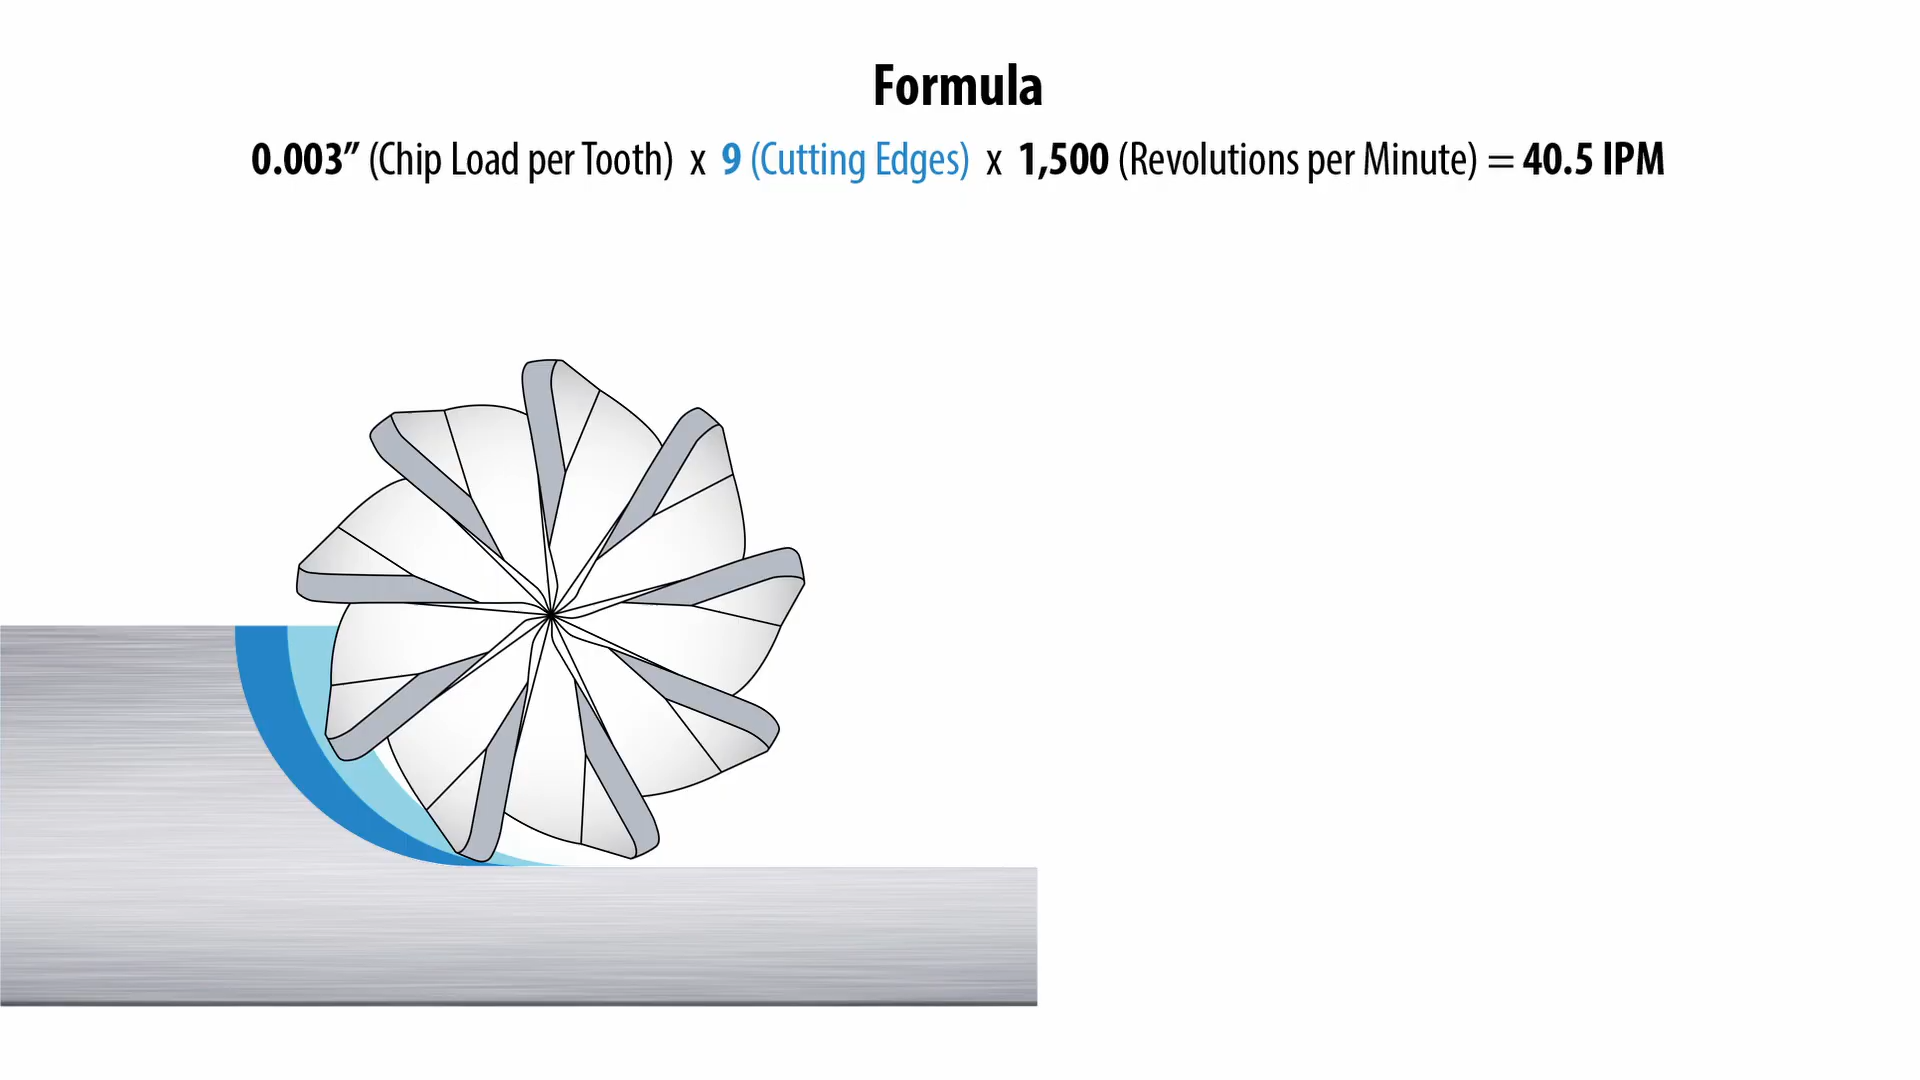 Formula
0.003” (Chip Load per Tooth) x 9 (Cutting Edges) x 1,500 (Revolutions per Minute) = 40.5 IPM